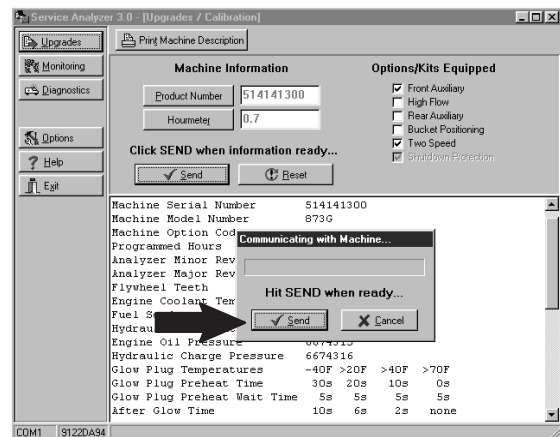 Service Analyzer 3.0 - [Upgrades / Calibration]
Upgrades
Print Machine Description
Monitoring
Diagnostics
Options
Help
Exit
Machine Information
Product Number 514141300
Hourmeter 0.7
Click SEND when information ready...
Send Reset
Options/Kits Equipped
Front Auxiliary
High Flow
Rear Auxiliary
Bucket Positioning
Two Speed
Shutdown Protection
Machine Serial Number 514141300
Machine Model Number 873G
Machine Option Cod
Programmed Hours
Analyzer Minor Rev
Analyzer Major Rev
Flywheel Teeth
Engine Coolant Tem
Fuel S
Hydrau
Engine Oil Pressure 6674315
Hydraulic Charge Pressure 6674316
Glow Plug Temperatures -40F >20F >40F >70F
Glow Plug Preheat Time 30s 20s 10s 0s
Glow Plug Preheat Wait Time 5s 5s 5s 5s
After Glow Time 10s 6s 2s none
Communicating with Machine...
Hit SEND when ready...
Send Cancel
COM1 9122DA94